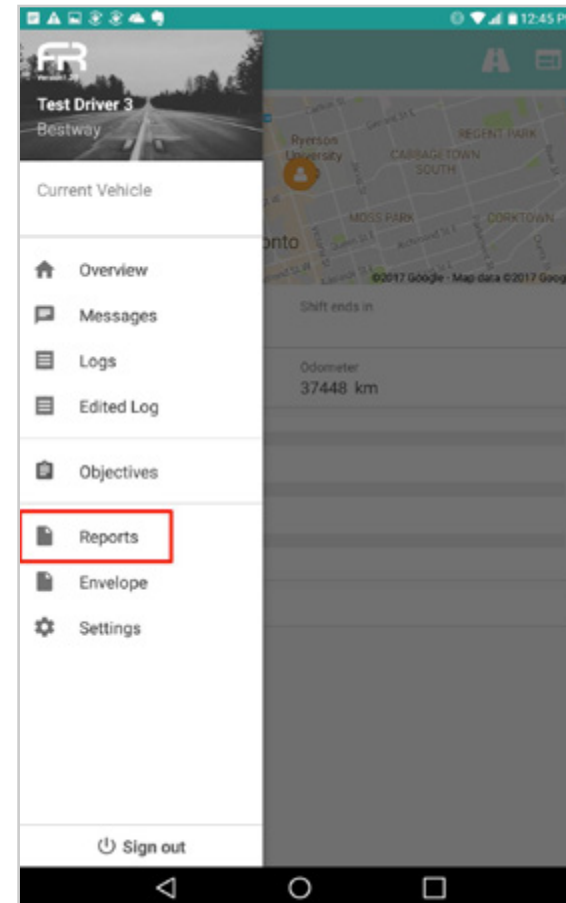 12:45 P
FR
Test Driver 3
Bestway
Current Vehicle
Overview
Messages
Logs
Edited Log
Objectives
Reports
Envelope
Settings
Sign out
Ryerson
University
REGENT PARK
CABBAGETOWN
SOUTH
MOSS PARK
CORKTOWN
onto
©2017 Google - Map data ©2017 Goog
Shift ends in
Odometer
37448 km